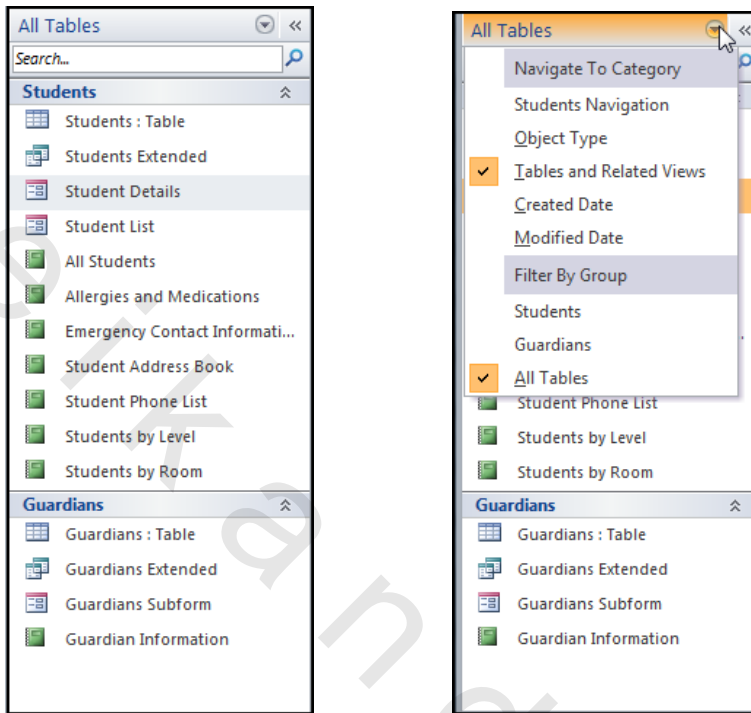 All Tables
Search...
Students
Students : Table
Students Extended
Student Details
Student List
All Students
Allergies and Medications
Emergency Contact Informati...
Student Address Book
Student Phone List
Students by Level
Students by Room
Guardians
Guardians : Table
Guardians Extended
Guardians Subform
Guardian Information
All Tables
Navigate To Category
Students Navigation
Object Type
Tables and Related Views
Created Date
Modified Date
Filter By Group
Students
Guardians
All Tables
Student Phone List
Students by Level
Students by Room
Guardians
Guardians : Table
Guardians Extended
Guardians Subform
Guardian Information